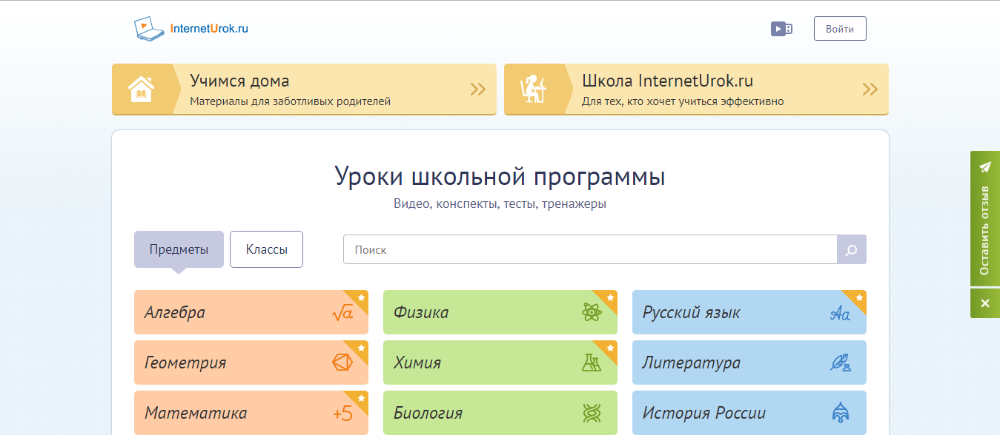 InternetUrok.ru
Войти
Учимся дома
Материалы для заботливых родителей
Школа InternetUrok.ru
Для тех, кто хочет учиться эффективно
Уроки школьной программы
Видео, конспекты, тесты, тренажеры
Предметы
Классы
Поиск
Алгебра
√a
Физика
Русский язык
Aa
Геометрия
Химия
Литература
Математика
+5
Биология
История России
Оставить отзыв